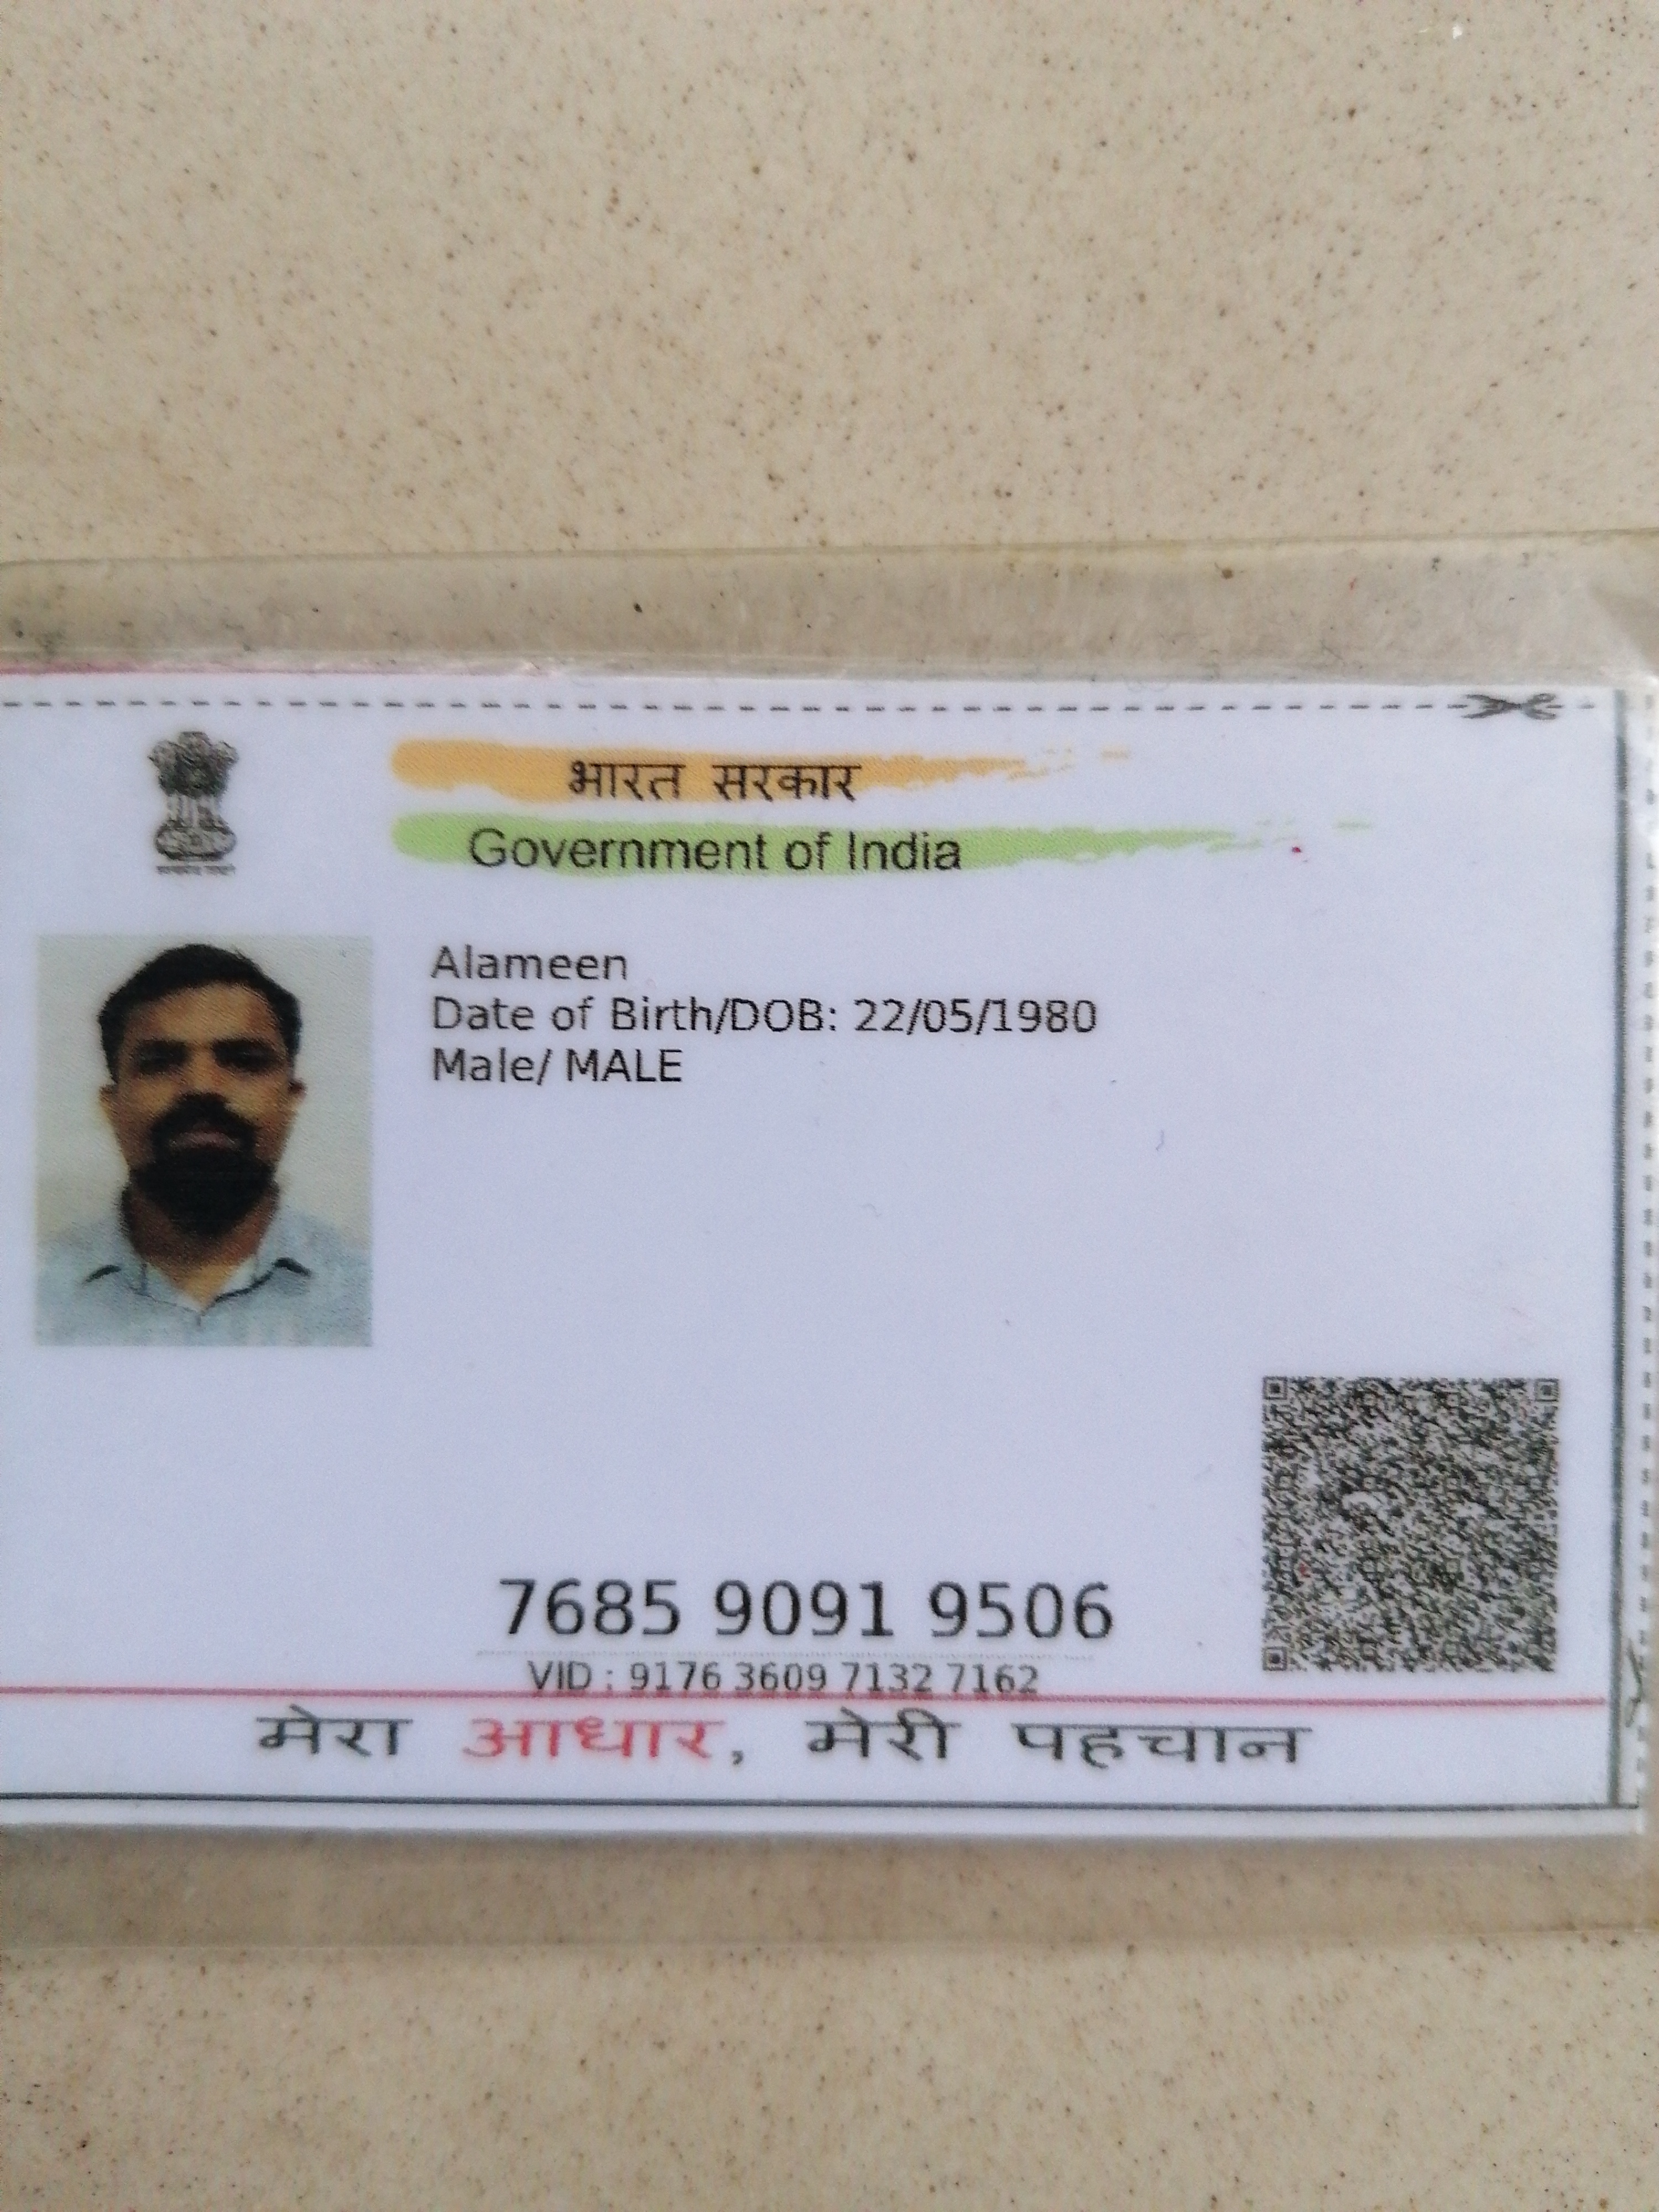 भारत सरकार
Government of India
Alameen
Date of Birth/DOB: 22/05/1980
Male/ MALE
7685 9091 9506
VID : 9176 3609 7132 7162
मेरा आधार, मेरी पहचान